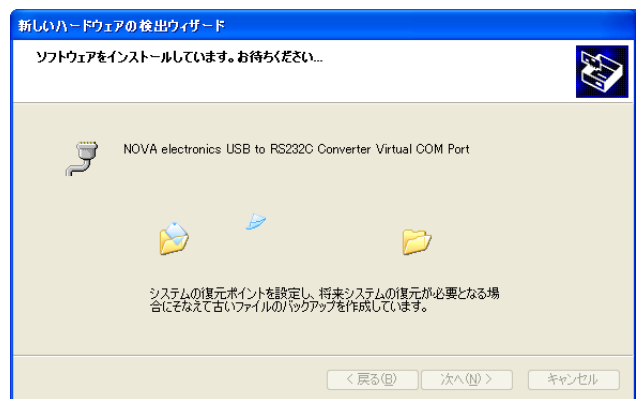 新しいハードウェアの検出ウィザード
ソフトウェアをインストールしています。お待ちください...
NOVA electronics USB to RS232C Converter Virtual COM Port
システムの復元ポイントを設定し、将来システムの復元が必要となる場
合にそなえて古いファイルのバックアップを作成しています。
< 戻る(B) 次へ(N) > キャンセル